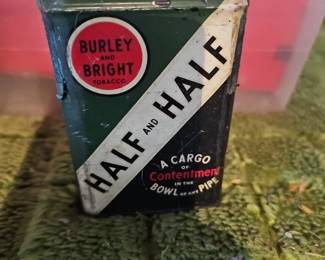 BURLEY
AND
BRIGHT
TOBACCO
HALF AND HALF
A CARGO
OF
Contentment
IN THE
BOWL OF ANY PIPE